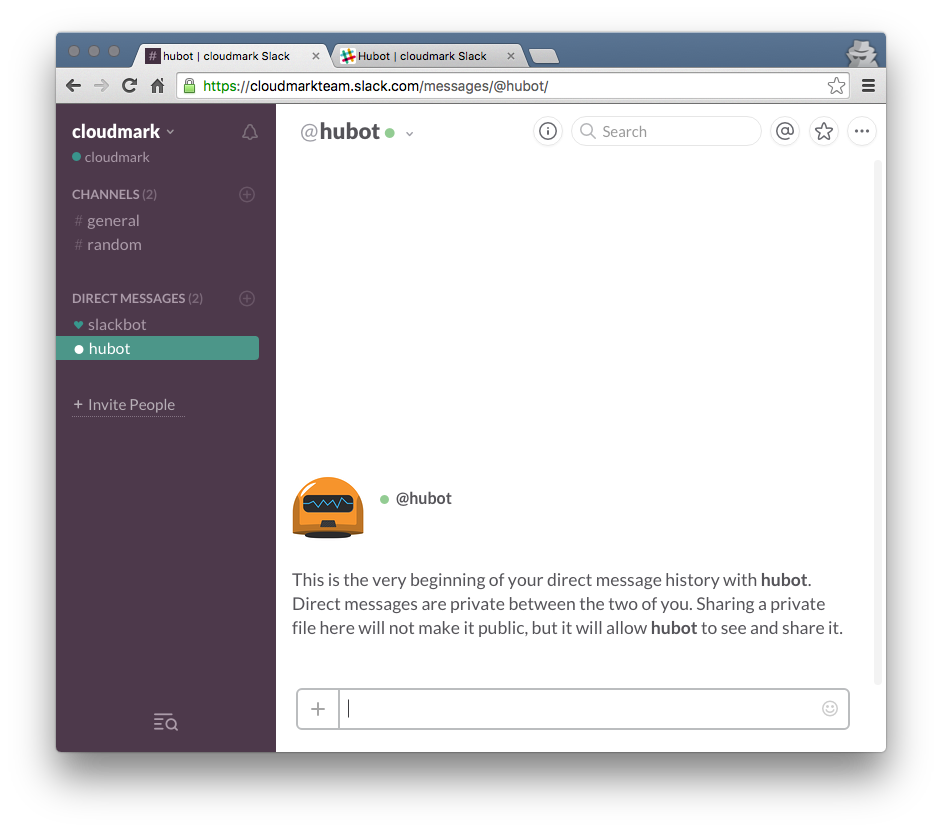 hubot | cloudmark Slack
Hubot | cloudmark Slack
https://cloudmarkteam.slack.com/messages/@hubot/
cloudmark
cloudmark
CHANNELS (2)
# general
# random
DIRECT MESSAGES (2)
slackbot
hubot
+ Invite People
@hubot
Search
@hubot
This is the very beginning of your direct message history with hubot.
Direct messages are private between the two of you. Sharing a private
file here will not make it public, but it will allow hubot to see and share it.